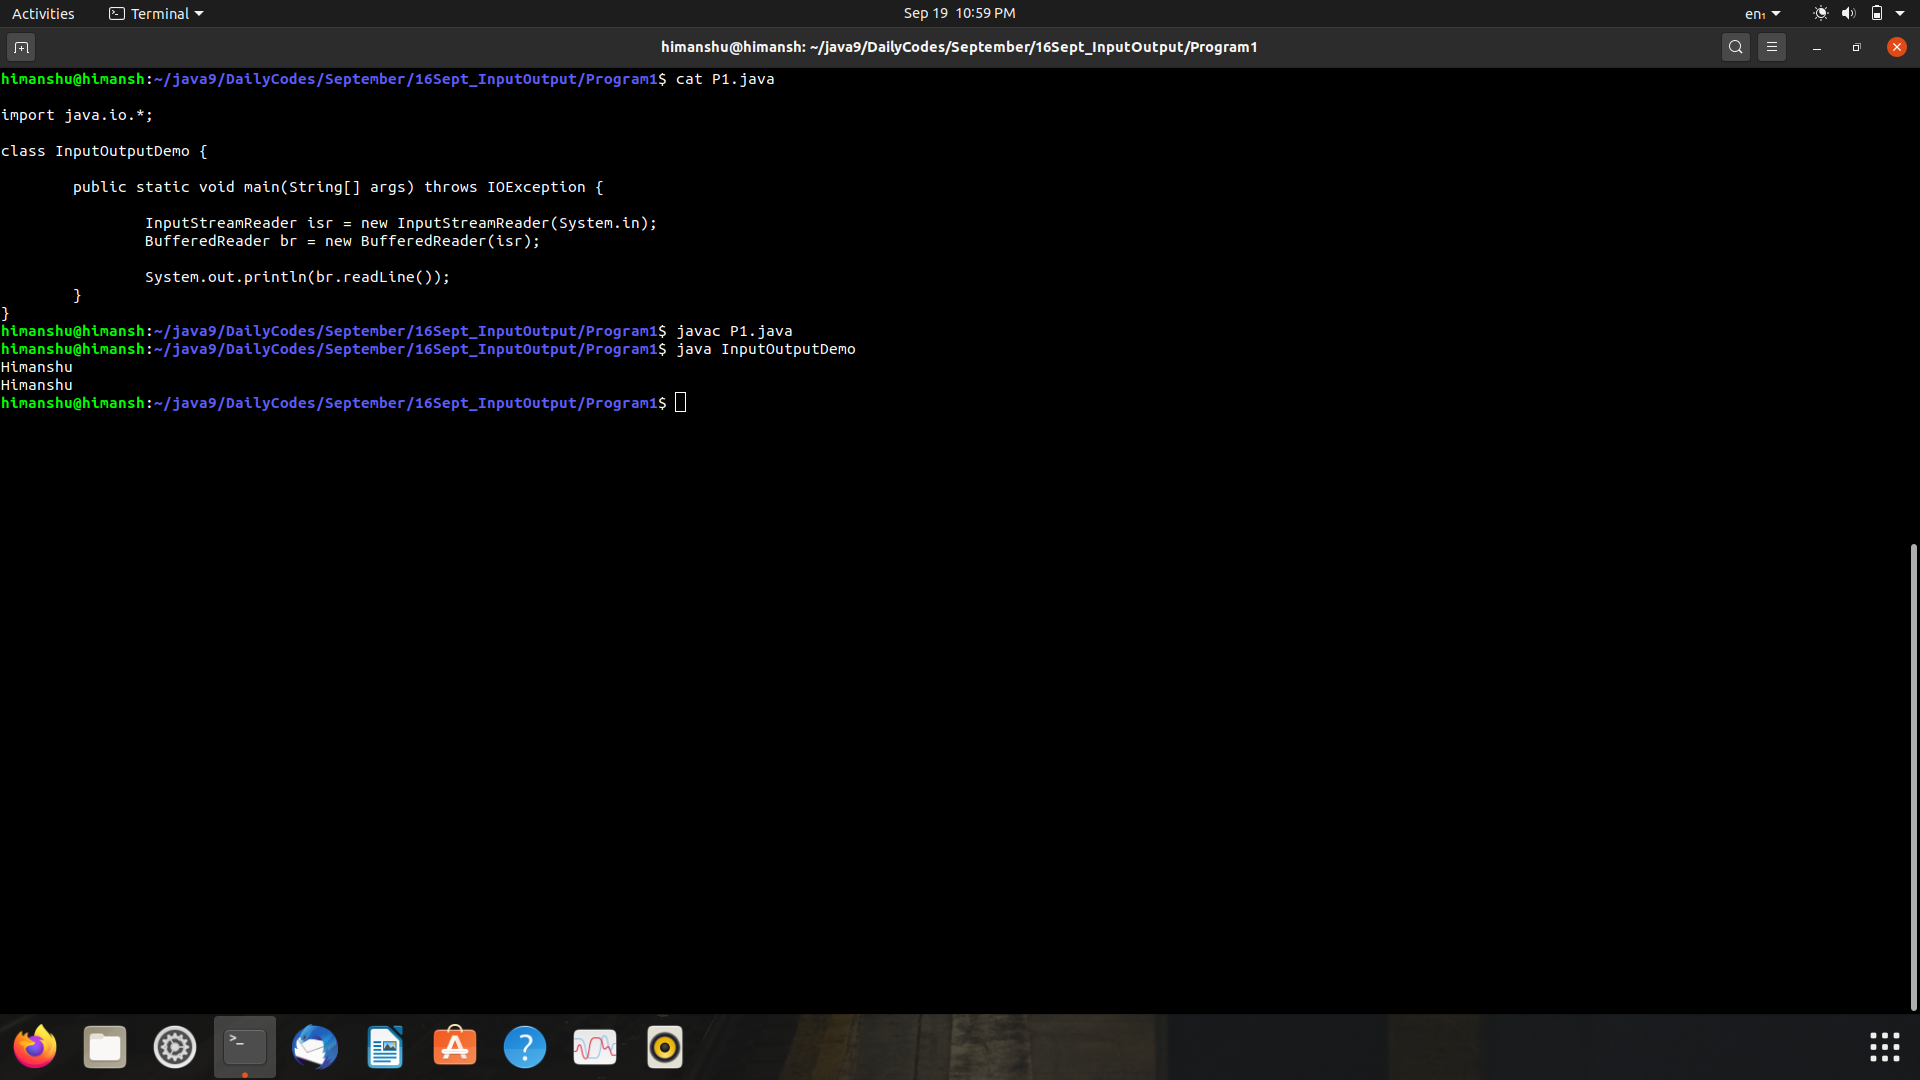 Activities Terminal Sep 19 10:59 PM en₁
himanshu@himansh: ~/java9/DailyCodes/September/16Sept_InputOutput/Program1
himanshu@himansh:~/java9/DailyCodes/September/16Sept_InputOutput/Program1$ cat P1.java
import java.io.*;
class InputOutputDemo {
public static void main(String[] args) throws IOException {
InputStreamReader isr = new InputStreamReader(System.in);
BufferedReader br = new BufferedReader(isr);
System.out.println(br.readLine());
}
}
himanshu@himansh:~/java9/DailyCodes/September/16Sept_InputOutput/Program1$ javac P1.java
himanshu@himansh:~/java9/DailyCodes/September/16Sept_InputOutput/Program1$ java InputOutputDemo
Himanshu
Himanshu
himanshu@himansh:~/java9/DailyCodes/September/16Sept_InputOutput/Program1$